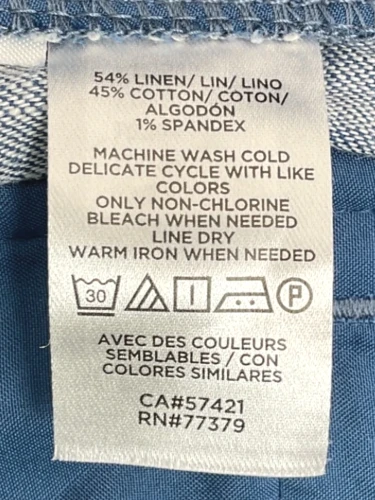 54% LINEN/ LIN/ LINO
45% COTTON/ COTON/
ALGODÓN
1% SPANDEX
MACHINE WASH COLD
DELICATE CYCLE WITH LIKE
COLORS
ONLY NON-CHLORINE
BLEACH WHEN NEEDED
LINE DRY
WARM IRON WHEN NEEDED
30 P
AVEC DES COULEURS
SEMBLABLES / CON
COLORES SIMILARES
CA#57421
RN#77379